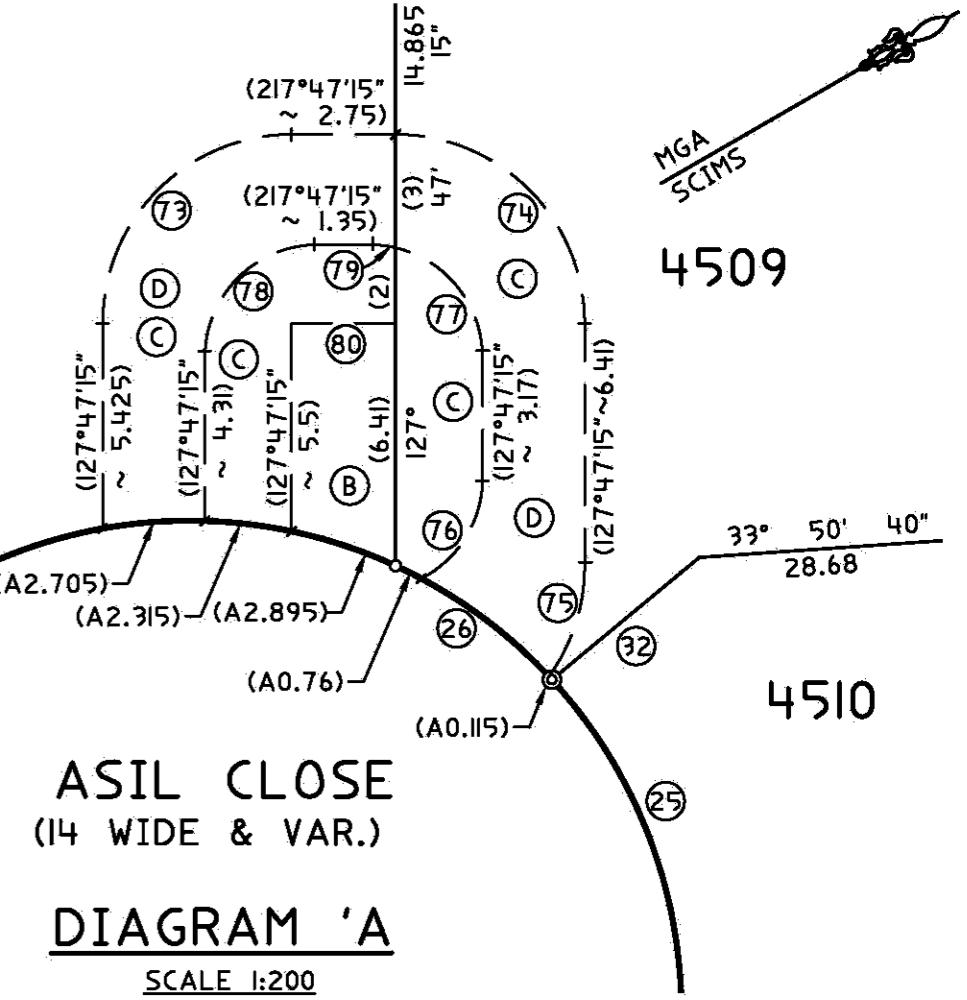 14.865
15"
(217°47'15"
~ 2.75)
MGA
SCIMS
(217°47'15"
~ 1.35)
(3)
47'
73
74
4509
D
78
79
(2)
C
77
C
C
80
(127°47'15"
~ 5.425)
(127°47'15"
~ 4.31)
(127°47'15"
~ 5.5)
(6.41)
127°
C
(127°47'15"
~ 3.17)
(127°47'15"~6.41)
B
D
76
33° 50' 40"
28.68
(A2.705)
(A2.315)
(A2.895)
75
26
32
(A0.76)
4510
(A0.115)
25
ASIL CLOSE
(14 WIDE & VAR.)
DIAGRAM 'A
SCALE 1:200